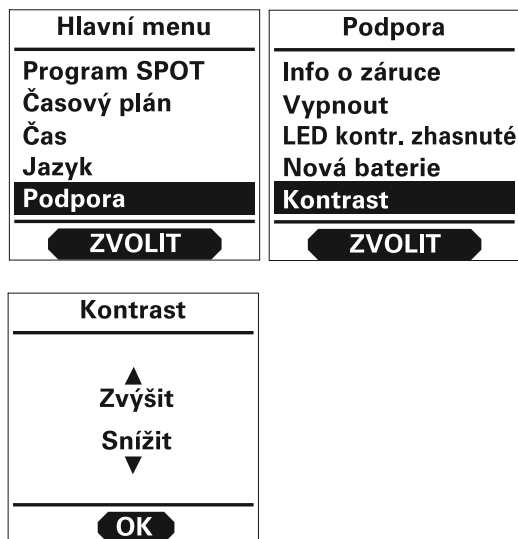 Hlavní menu
Program SPOT
Časový plán
Čas
Jazyk
Podpora
ZVOLIT
Podpora
Info o záruce
Vypnout
LED kontr. zhasnuté
Nová baterie
Kontrast
ZVOLIT
Kontrast
Zvýšit
Snížit
OK